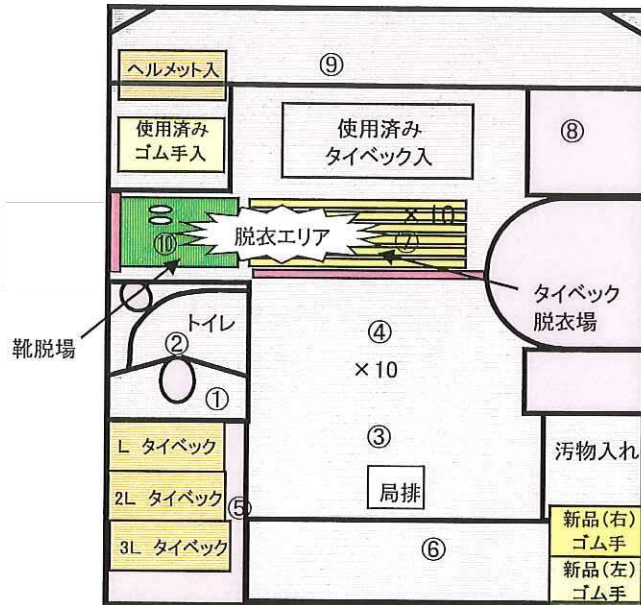 ⑨
ヘルメット入
使用済み
ゴム手入
使用済み
タイベック入
⑧
×10
⑩
脱衣エリア
⑦
タイベック
脱衣場
靴脱場
トイレ
②
①
④
×10
③
局排
L タイベック
2L タイベック
3L タイベック
⑤
⑥
汚物入れ
新品(右)
ゴム手
新品(左)
ゴム手